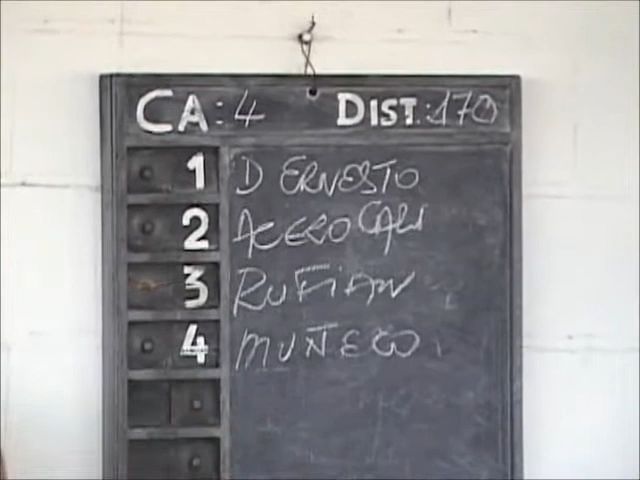 CA: 4 DIST.: 170
1 D ERNESTO
2 ACERO CALI
3 RUFIAN
4 MUÑECO